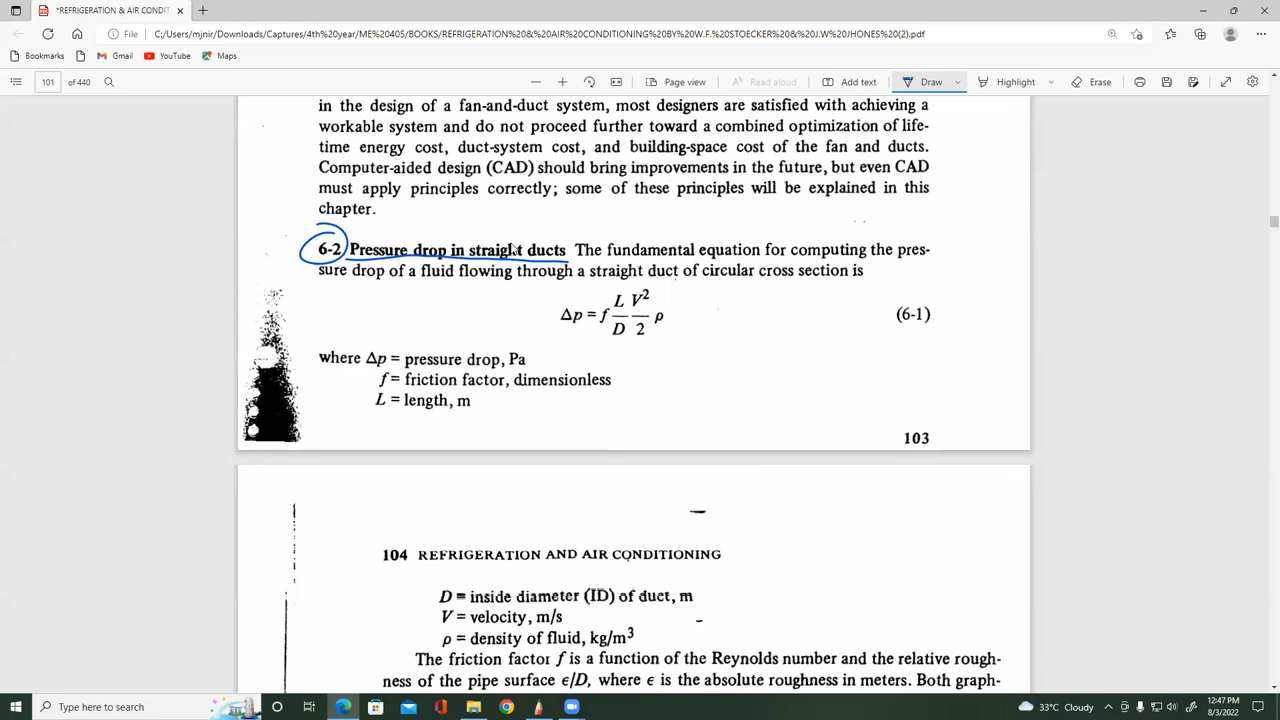 *REFRIGERATION & AIR CONDIT
File C:/Users/mjnir/Downloads/Captures/4th%20year/ME%20405/BOOKS/REFRIGERATION%20&%20AIR%20CONDITIONING%20BY%20W.F.STOECKER%20&%20J.W%20JHONES%20(2).pdf
Bookmarks Gmail YouTube Maps
101 of 440 Page view Read aloud Add text Draw Highlight Erase
in the design of a fan-and-duct system, most designers are satisfied with achieving a
workable system and do not proceed further toward a combined optimization of life-
time energy cost, duct-system cost, and building-space cost of the fan and ducts.
Computer-aided design (CAD) should bring improvements in the future, but even CAD
must apply principles correctly; some of these principles will be explained in this
chapter.
6-2 Pressure drop in straight ducts The fundamental equation for computing the pres-
sure drop of a fluid flowing through a straight duct of circular cross section is
Δp = f L/D V²/2 ρ (6-1)
where Δp = pressure drop, Pa
f = friction factor, dimensionless
L = length, m
103
104 REFRIGERATION AND AIR CONDITIONING
D = inside diameter (ID) of duct, m
V = velocity, m/s
ρ = density of fluid, kg/m³
The friction factor f is a function of the Reynolds number and the relative rough-
ness of the pipe surface ϵ/D, where ϵ is the absolute roughness in meters. Both graph-
Type here to search
33°C Cloudy
12:47 PM
8/3/2022